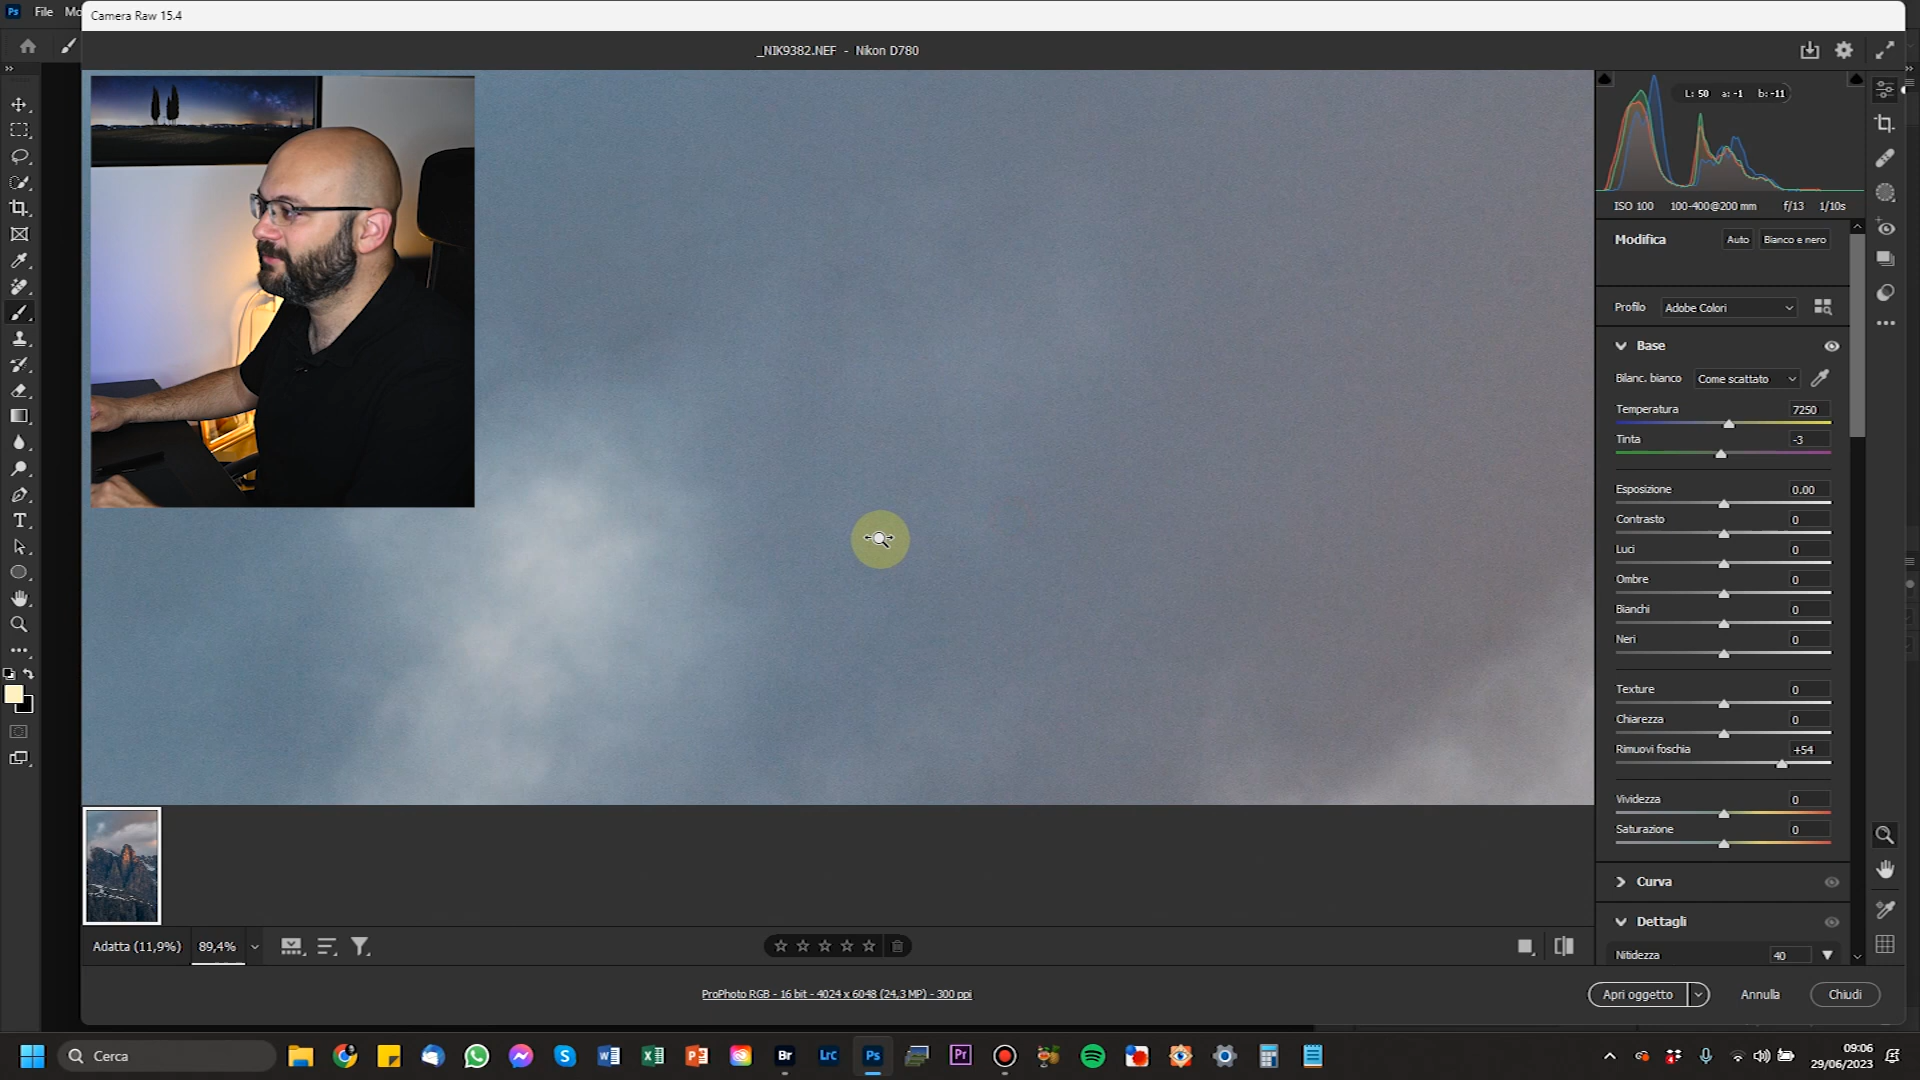 Ps File Mo
Camera Raw 15.4
_NIK9382.NEF - Nikon D780
L: 50 a: -1 b: -11
ISO 100 100-400@200 mm f/13 1/10s
Modifica Auto Bianco e nero
Profilo Adobe Colori
Base
Bilanc. bianco Come scattato
Temperatura 7250
Tinta -3
Esposizione 0.00
Contrasto 0
Luci 0
Ombre 0
Bianchi 0
Neri 0
Texture 0
Chiarezza 0
Rimuovi foschia +54
Vividezza 0
Saturazione 0
Curva
Dettagli
Nitidezza 40
Adatta (11,9%) 89,4%
ProPhoto RGB - 16 bit - 4024 x 6048 (24,3 MP) - 300 ppi
Apri oggetto Annulla Chiudi
Cerca
Br LrC Ps Pr
09:06
29/06/2023